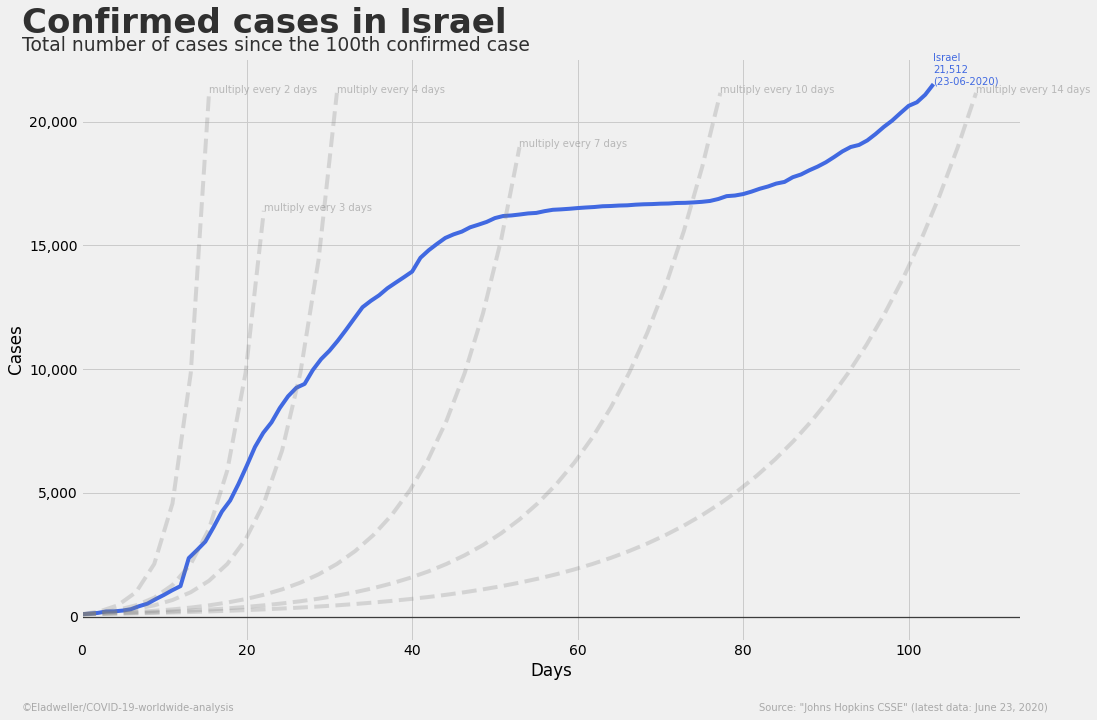 Confirmed cases in Israel
Total number of cases since the 100th confirmed case
Israel
21,512
(23-06-2020)
multiply every 2 days
multiply every 4 days
multiply every 10 days
multiply every 14 days
multiply every 7 days
multiply every 3 days
20,000
15,000
10,000
5,000
0
Cases
0 20 40 60 80 100
Days
©Eladweller/COVID-19-worldwide-analysis
Source: "Johns Hopkins CSSE" (latest data: June 23, 2020)